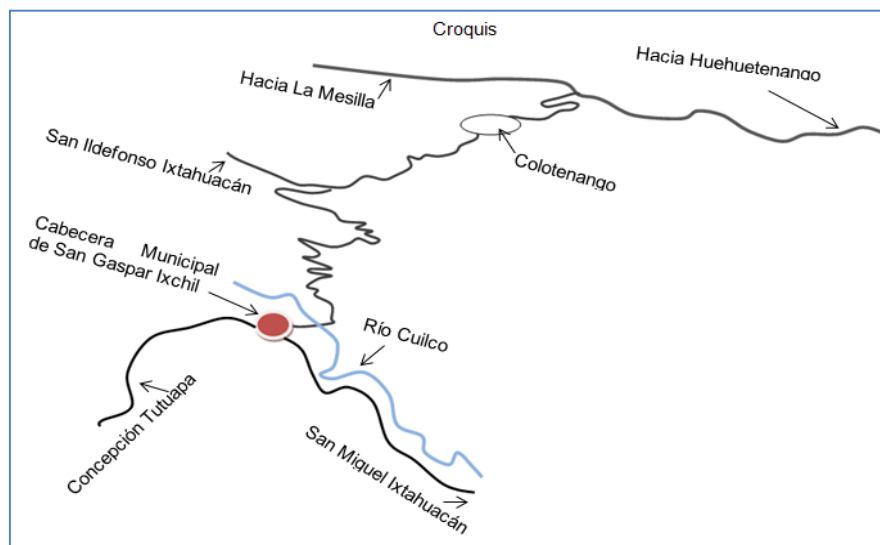 Croquis
Hacia Huehuetenango
Hacia La Mesilla
Colotenango
San Ildefonso Ixtahuacán
Cabecera Municipal
de San Gaspar Ixchil
Río Cuilco
Concepción Tutuapa
San Miguel Ixtahuacán